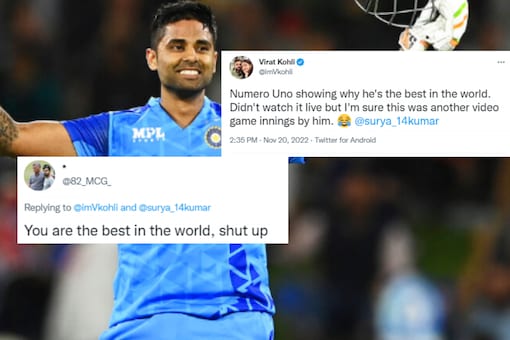 Virat Kohli
@imVkohli
Numero Uno showing why he's the best in the world.
Didn't watch it live but I'm sure this was another video
game innings by him. 😂 @surya_14kumar
2:35 PM · Nov 20, 2022 · Twitter for Android
MPL
SPORTS
*
@82_MCG_
Replying to @imVkohli and @surya_14kumar
You are the best in the world, shut up